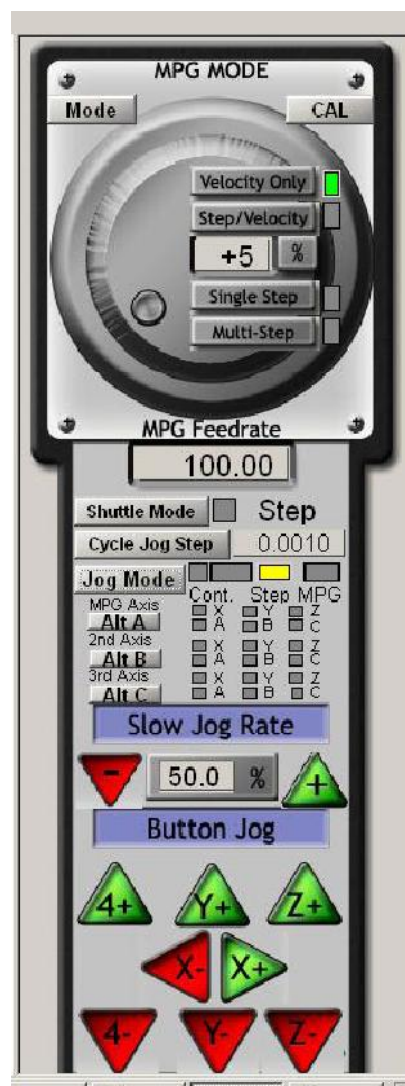 MPG MODE
Mode CAL
Velocity Only
Step/Velocity
+5 %
Single Step
Multi-Step
MPG Feedrate
100.00
Shuttle Mode Step
Cycle Jog Step 0.0010
Jog Mode
Cont. Step MPG
MPG Axis X Y Z
Alt A A B C
2nd Axis X Y Z
Alt B A B C
3rd Axis X Y Z
Alt C A B C
Slow Jog Rate
- 50.0 % +
Button Jog
4+ Y+ Z+
X- X+
4- Y- Z-